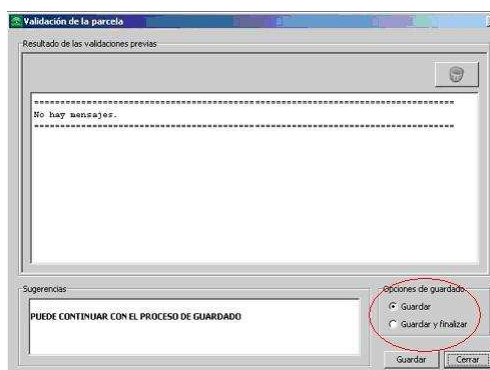 Validación de la parcela
Resultado de las validaciones previas
================================================================
No hay mensajes.
================================================================
Sugerencias
PUEDE CONTINUAR CON EL PROCESO DE GUARDADO
Opciones de guardado
Guardar
Guardar y finalizar
Guardar
Cerrar